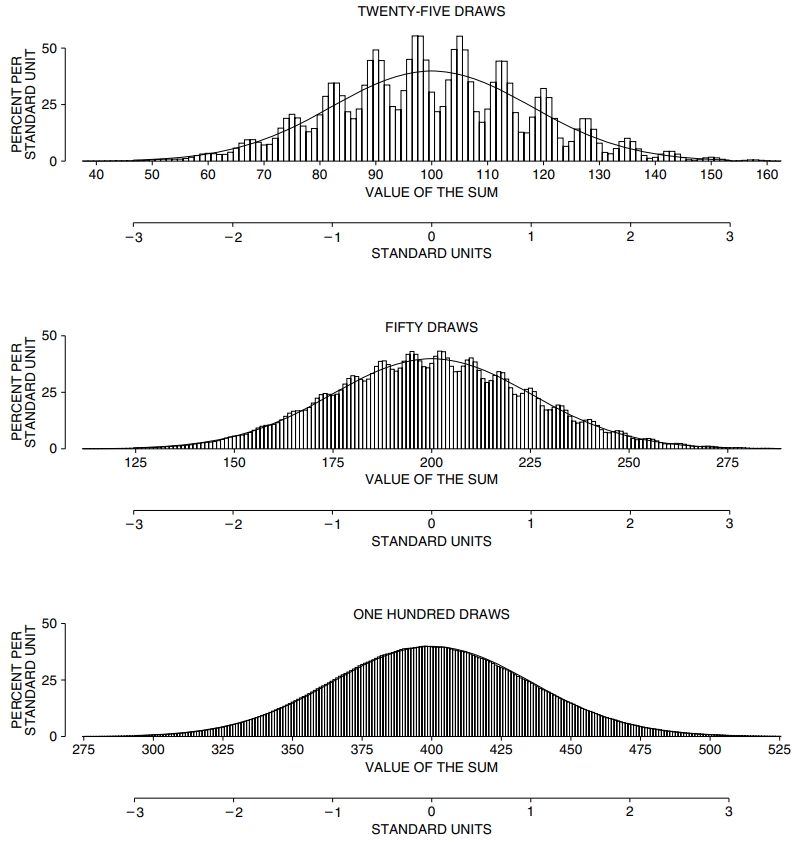 TWENTY-FIVE DRAWS
PERCENT PER
STANDARD UNIT
50
25
0
40 50 60 70 80 90 100 110 120 130 140 150 160
VALUE OF THE SUM
−3 −2 −1 0 1 2 3
STANDARD UNITS
FIFTY DRAWS
PERCENT PER
STANDARD UNIT
50
25
0
125 150 175 200 225 250 275
VALUE OF THE SUM
−3 −2 −1 0 1 2 3
STANDARD UNITS
ONE HUNDRED DRAWS
PERCENT PER
STANDARD UNIT
50
25
0
275 300 325 350 375 400 425 450 475 500 525
VALUE OF THE SUM
−3 −2 −1 0 1 2 3
STANDARD UNITS